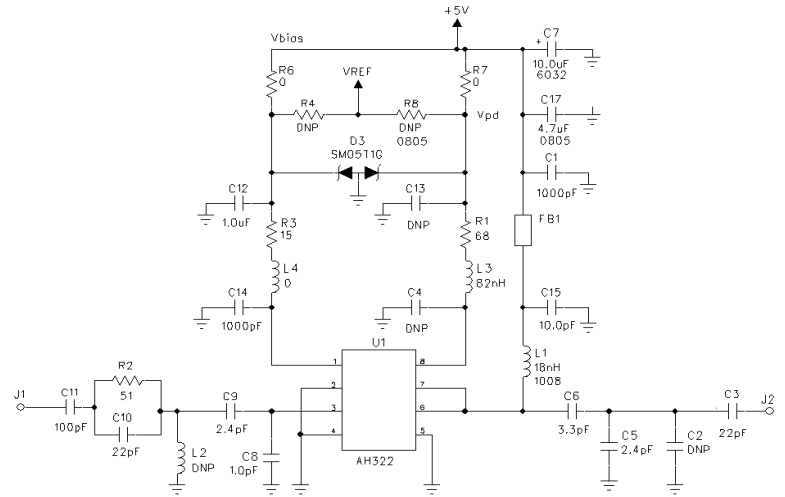 +5V
Vbias
C7
+
10.0uF
6032
R6
0
VREF
R7
0
R4
DNP
R8
DNP
0805
Vpd
C17
4.7uF
0805
D3
SM05T1G
C1
1000pF
C12
1.0uF
C13
DNP
R3
15
R1
68
FB1
L4
0
L3
82nH
C14
1000pF
C4
DNP
C15
10.0pF
U1
L1
18nH
1008
1
8
2
7
3
6
4
5
AH322
J1
C11
100pF
R2
51
C10
22pF
C9
2.4pF
L2
DNP
C8
1.0pF
C6
3.3pF
C5
2.4pF
C2
DNP
C3
22pF
J2